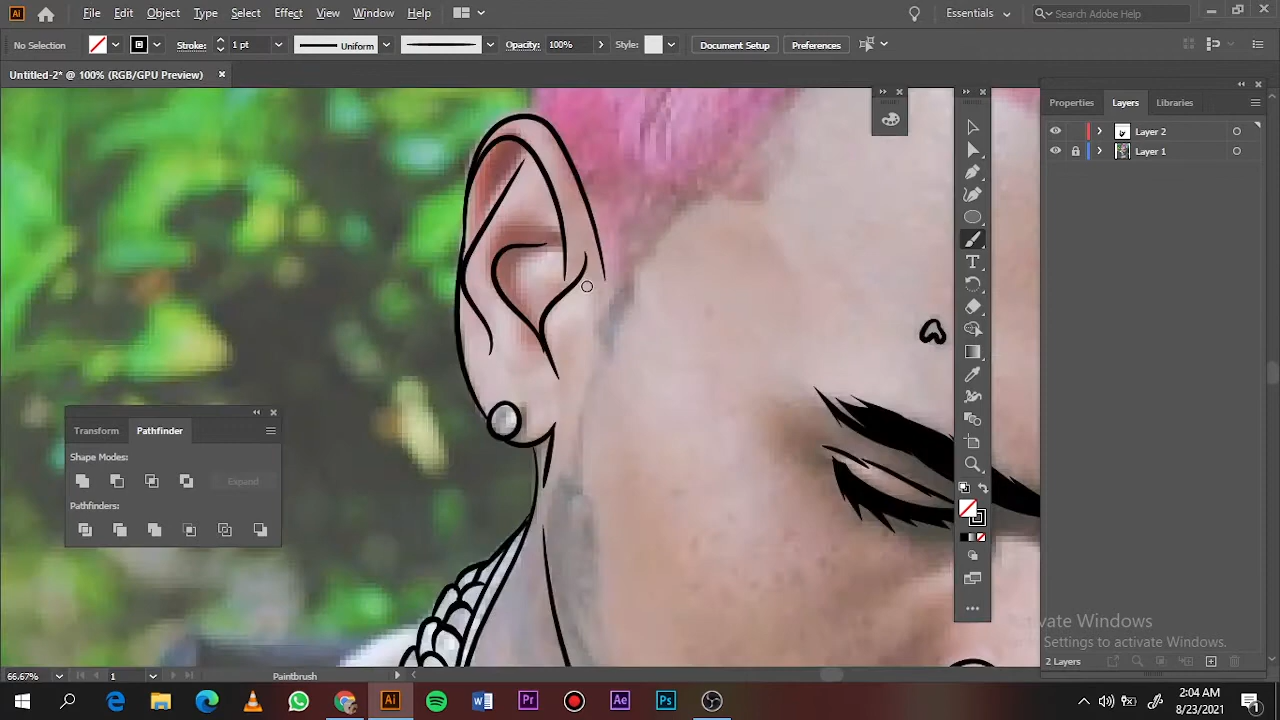 Ai File Edit Object Type Select Effect View Window Help Essentials Search Adobe Help
No Selection Stroke: 1 pt Uniform Opacity: 100% Style: Document Setup Preferences
Untitled-2* @ 100% (RGB/GPU Preview)
Properties Layers Libraries
Layer 2
Layer 1
Transform Pathfinder
Shape Modes:
Expand
Pathfinders:
Activate Windows
Settings to activate Windows.
2 Layers
66.67% 1 Paintbrush
2:04 AM
8/23/2021